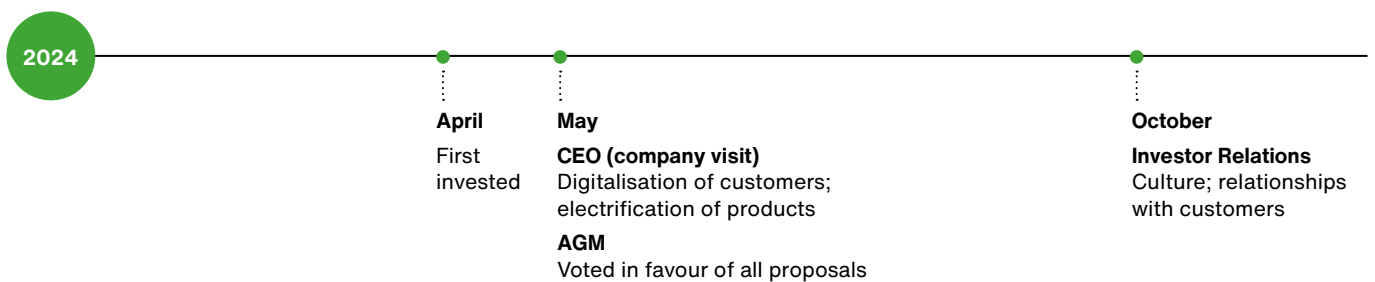 2024
April
First
invested
May
CEO (company visit)
Digitalisation of customers;
electrification of products
AGM
Voted in favour of all proposals
October
Investor Relations
Culture; relationships
with customers